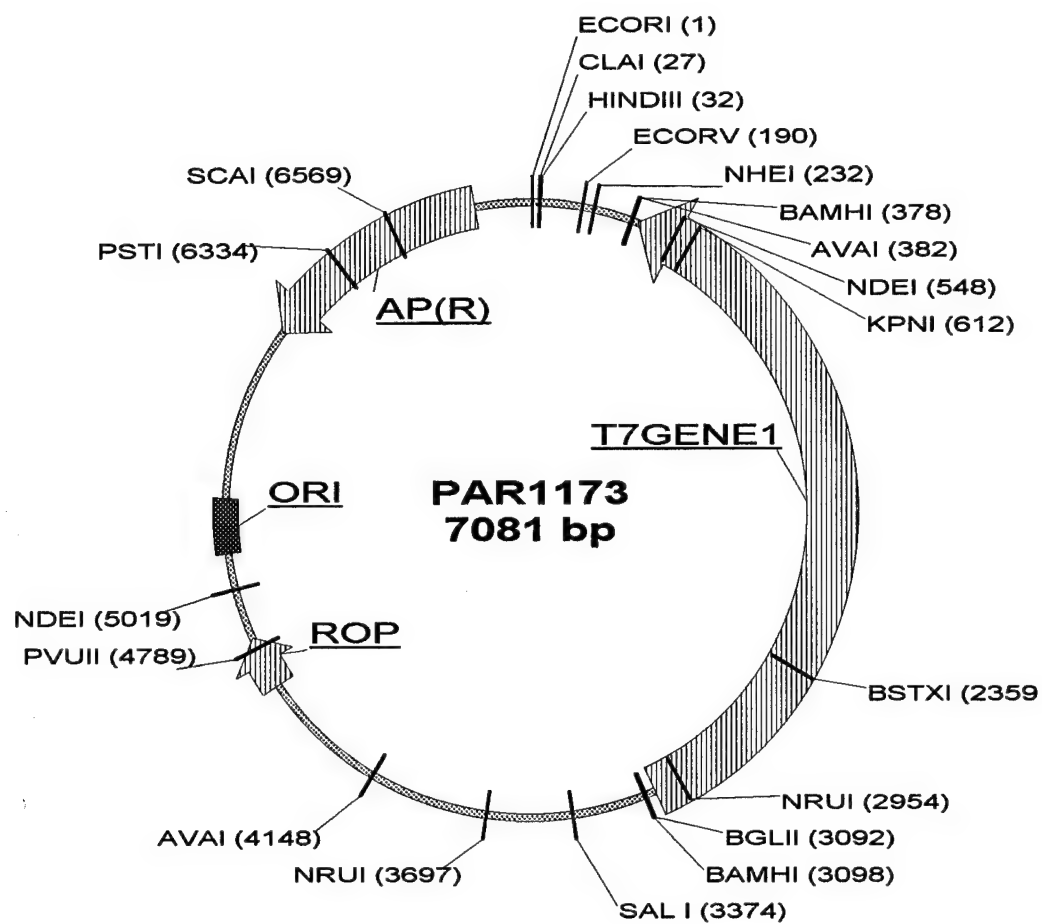 ECORI (1)
CLAI (27)
HINDIII (32)
ECORV (190)
NHEI (232)
BAMHI (378)
AVAI (382)
NDEI (548)
KPNI (612)
SCAI (6569)
PSTI (6334)
AP(R)
T7GENE1
ORI
PAR1173
7081 bp
NDEI (5019)
PVUII (4789)
ROP
BSTXI (2359
NRUI (2954)
BGLII (3092)
BAMHI (3098)
SAL I (3374)
NRUI (3697)
AVAI (4148)